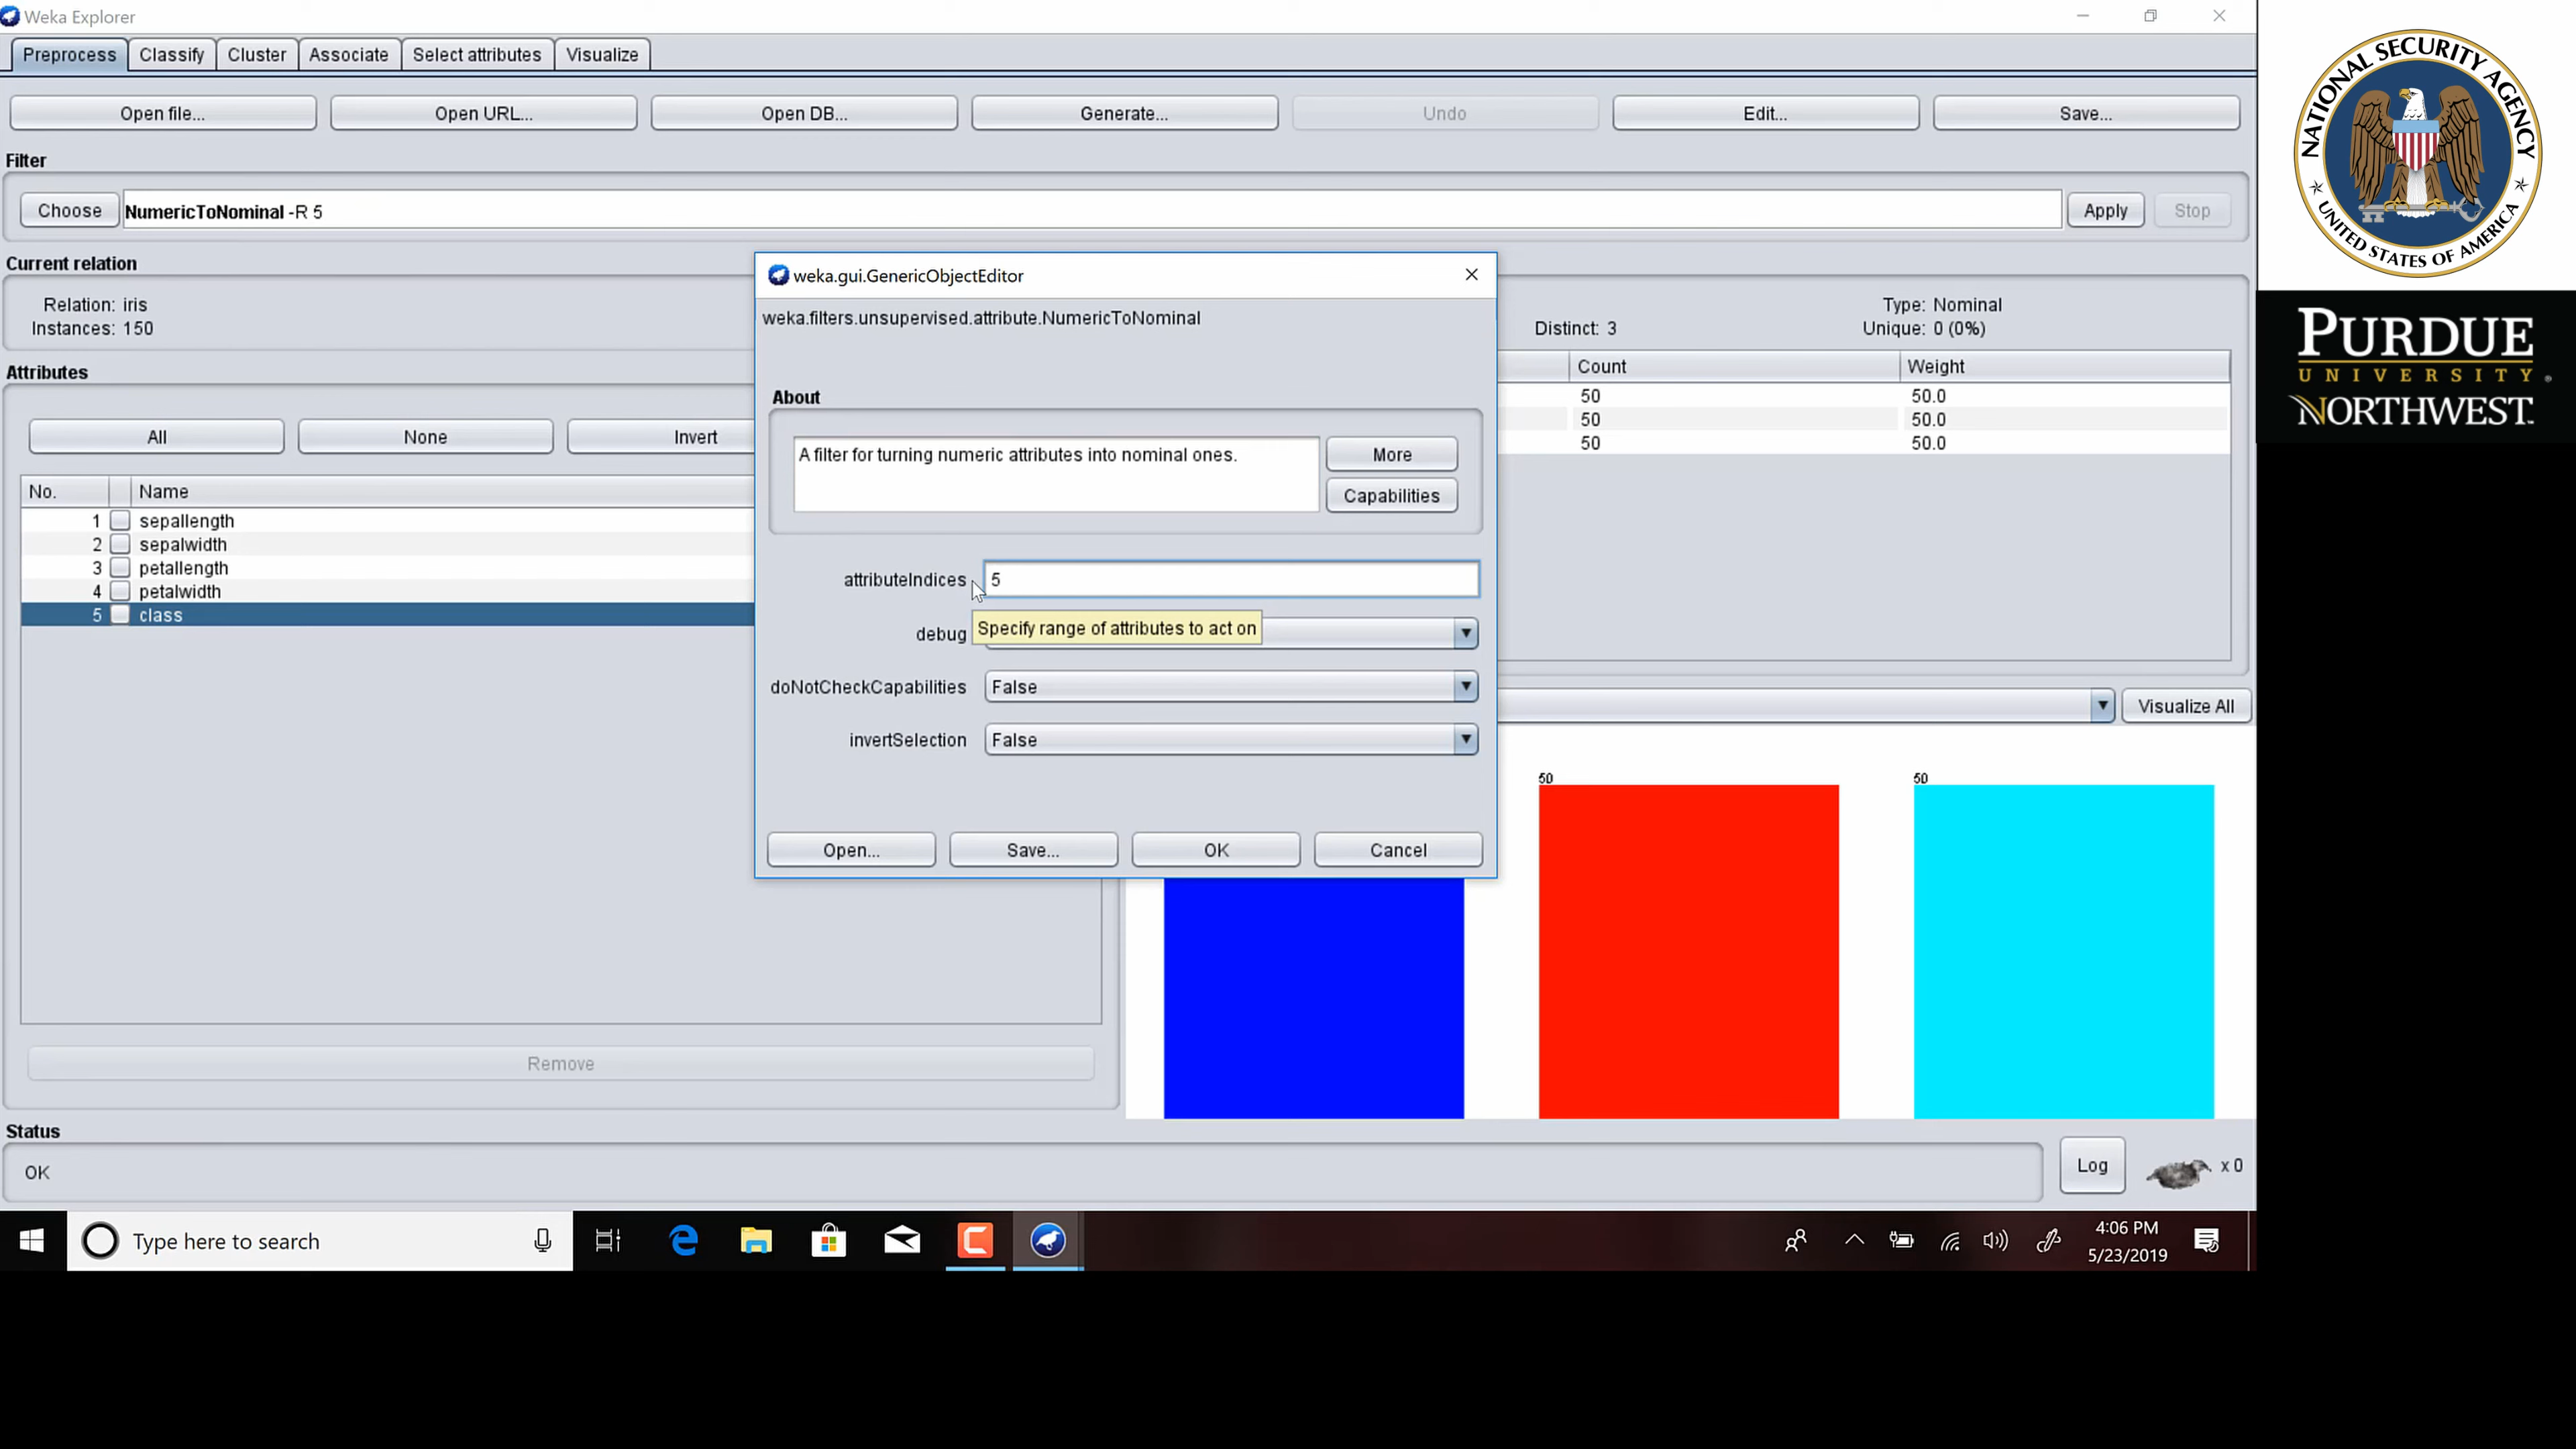 Weka Explorer
Preprocess Classify Cluster Associate Select attributes Visualize
Open file... Open URL... Open DB... Generate... Undo Edit... Save...
Filter
Choose NumericToNominal -R 5 Apply Stop
Current relation
Relation: iris
Instances: 150
Type: Nominal
Distinct: 3 Unique: 0 (0%)
Attributes
All None Invert
No. Name
1 sepallength
2 sepalwidth
3 petallength
4 petalwidth
5 class
Remove
Count Weight
50 50.0
50 50.0
50 50.0
Visualize All
50 50
weka.gui.GenericObjectEditor
weka.filters.unsupervised.attribute.NumericToNominal
About
A filter for turning numeric attributes into nominal ones.
More
Capabilities
attributeIndices 5
debug
Specify range of attributes to act on
doNotCheckCapabilities False
invertSelection False
Open... Save... OK Cancel
Status
OK
Log x 0
Type here to search
4:06 PM
5/23/2019
NATIONAL SECURITY AGENCY
UNITED STATES OF AMERICA
PURDUE
UNIVERSITY®
NORTHWEST.